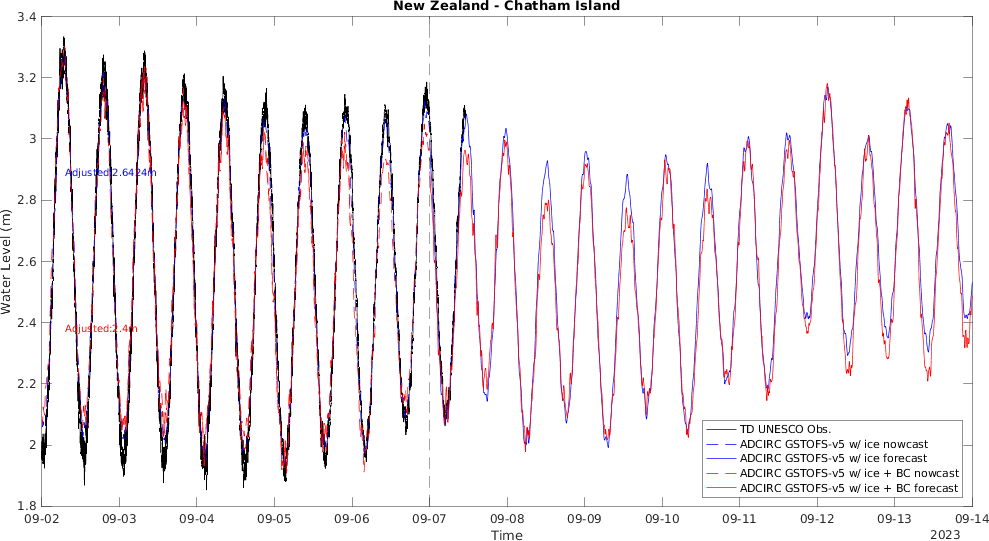 New Zealand - Chatham Island
3.4
3.2
3
2.8
2.6
2.4
2.2
2
1.8
Water Level (m)
Adjusted:2.6424m
Adjusted:2.4m
TD UNESCO Obs.
ADCIRC GSTOFS-v5 w/ ice nowcast
ADCIRC GSTOFS-v5 w/ ice forecast
ADCIRC GSTOFS-v5 w/ ice + BC nowcast
ADCIRC GSTOFS-v5 w/ ice + BC forecast
09-02 09-03 09-04 09-05 09-06 09-07 09-08 09-09 09-10 09-11 09-12 09-13 09-14
Time
2023